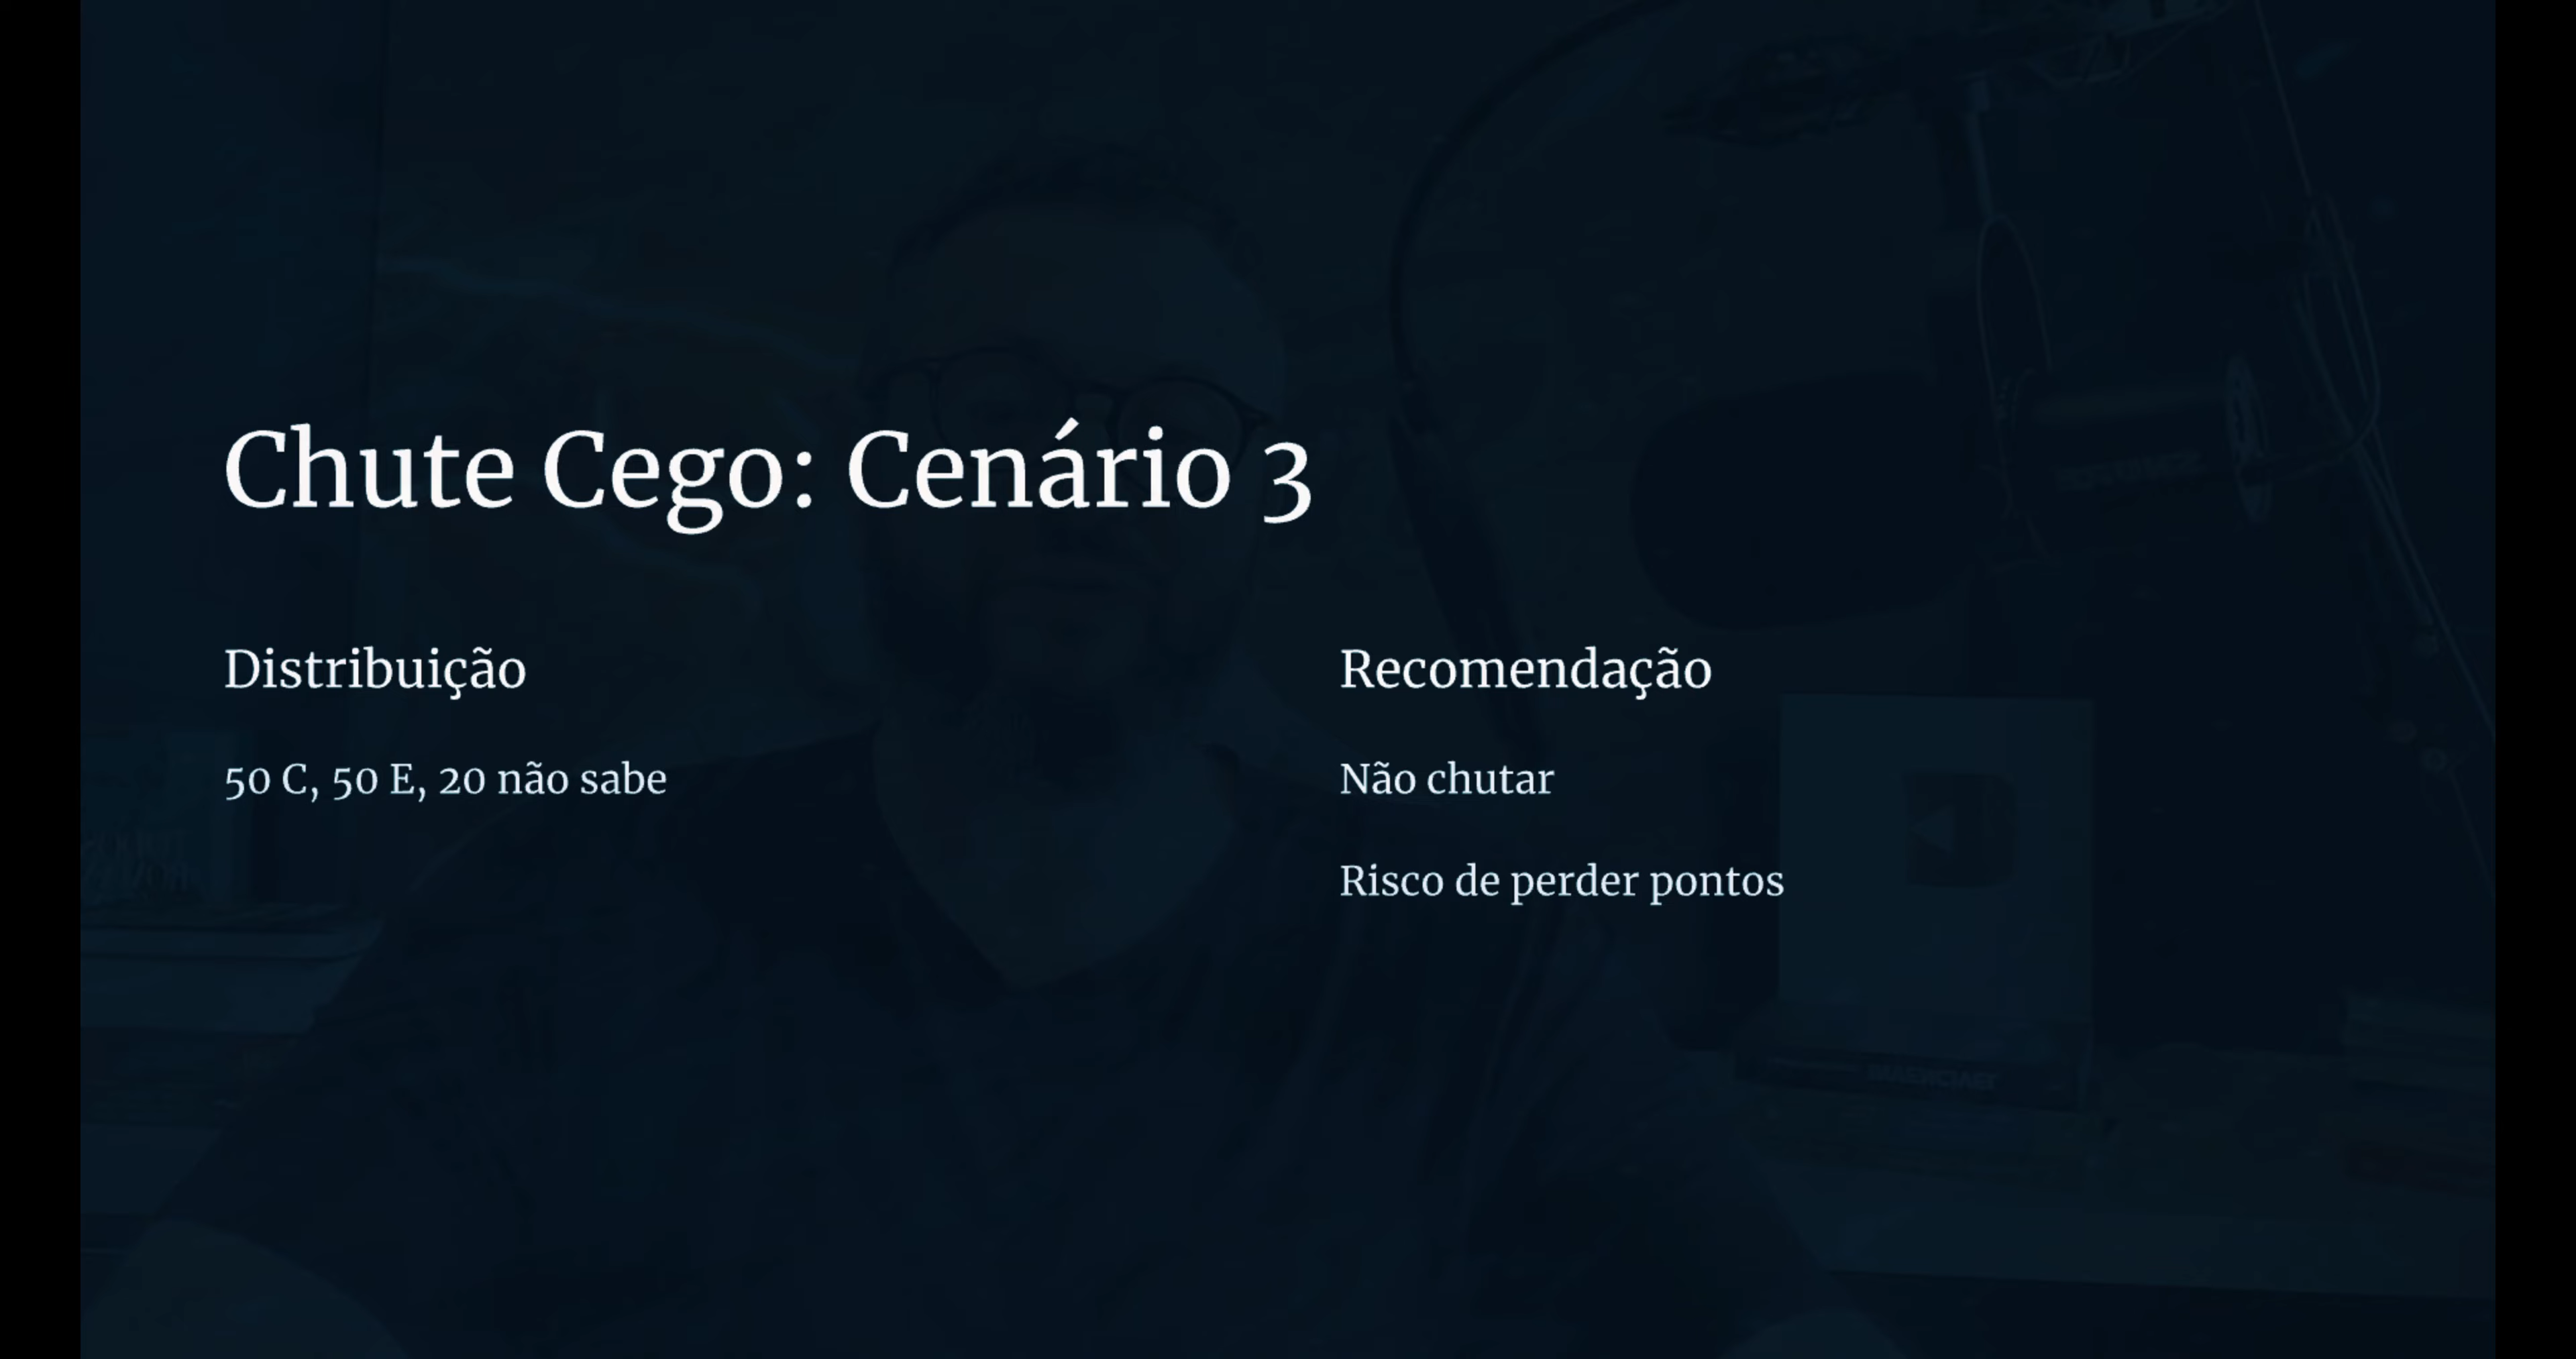 Chute Cego: Cenário 3
Distribuição
50 C, 50 E, 20 não sabe
Recomendação
Não chutar
Risco de perder pontos